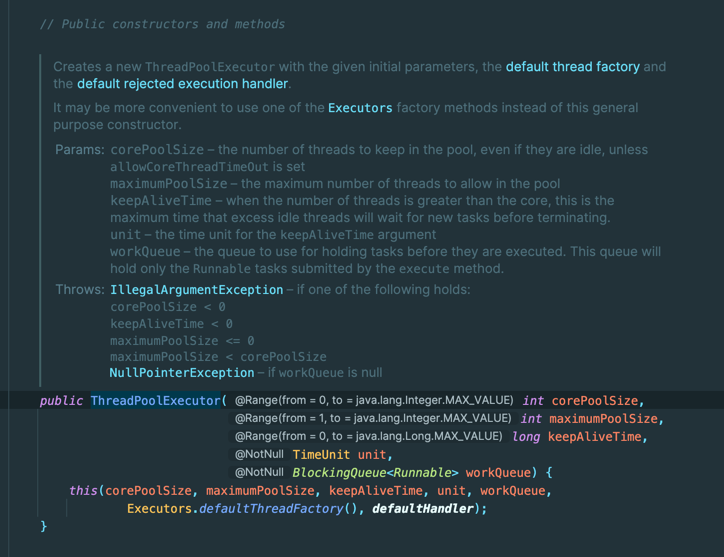 // Public constructors and methods
Creates a new ThreadPoolExecutor with the given initial parameters, the default thread factory and
the default rejected execution handler.
It may be more convenient to use one of the Executors factory methods instead of this general
purpose constructor.
Params: corePoolSize – the number of threads to keep in the pool, even if they are idle, unless
allowCoreThreadTimeOut is set
maximumPoolSize – the maximum number of threads to allow in the pool
keepAliveTime – when the number of threads is greater than the core, this is the
maximum time that excess idle threads will wait for new tasks before terminating.
unit – the time unit for the keepAliveTime argument
workQueue – the queue to use for holding tasks before they are executed. This queue will
hold only the Runnable tasks submitted by the execute method.
Throws: IllegalArgumentException – if one of the following holds:
corePoolSize < 0
keepAliveTime < 0
maximumPoolSize <= 0
maximumPoolSize < corePoolSize
NullPointerException – if workQueue is null
public ThreadPoolExecutor( @Range(from = 0, to = java.lang.Integer.MAX_VALUE) int corePoolSize,
@Range(from = 1, to = java.lang.Integer.MAX_VALUE) int maximumPoolSize,
@Range(from = 0, to = java.lang.Long.MAX_VALUE) long keepAliveTime,
@NotNull TimeUnit unit,
@NotNull BlockingQueue<Runnable> workQueue) {
this(corePoolSize, maximumPoolSize, keepAliveTime, unit, workQueue,
Executors.defaultThreadFactory(), defaultHandler);
}